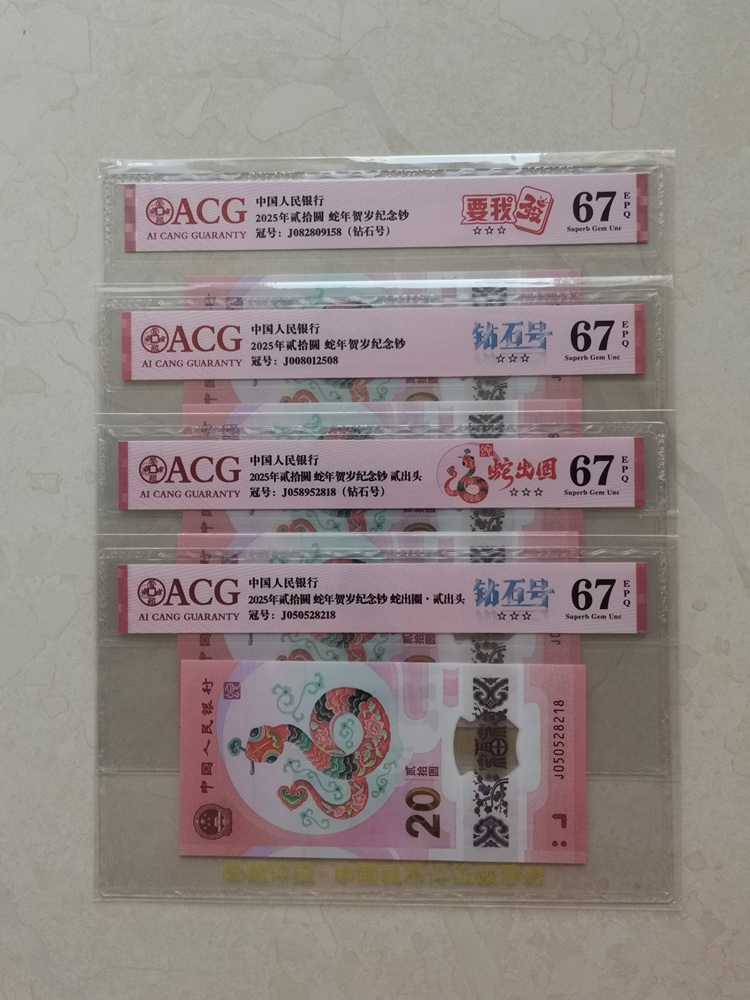 ACG
AI CANG GUARANTY
中国人民银行
2025年贰拾圆 蛇年贺岁纪念钞
冠号：J082809158（钻石号）
要我发
☆☆☆
67
EPQ
Superb Gem Unc
ACG
AI CANG GUARANTY
中国人民银行
2025年贰拾圆 蛇年贺岁纪念钞
冠号：J008012508
钻石号
☆☆☆
67
EPQ
Superb Gem Unc
ACG
AI CANG GUARANTY
中国人民银行
2025年贰拾圆 蛇年贺岁纪念钞 贰出头
冠号：J058952818（钻石号）
蛇出圈
☆☆☆
67
EPQ
Superb Gem Unc
ACG
AI CANG GUARANTY
中国人民银行
2025年贰拾圆 蛇年贺岁纪念钞 蛇出圈·贰出头
冠号：J050528218
钻石号
☆☆☆
67
EPQ
Superb Gem Unc
中國人民銀行
贰拾圓
20
J050528218